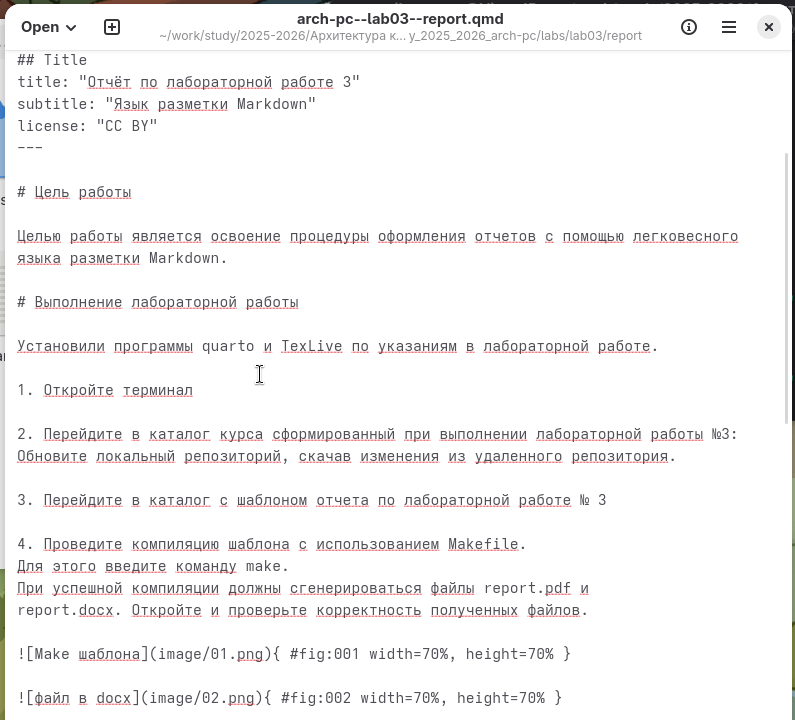 Open
arch-pc--lab03--report.qmd
~/work/study/2025-2026/Архитектура к… y_2025_2026_arch-pc/labs/lab03/report
## Title
title: "Отчёт по лабораторной работе 3"
subtitle: "Язык разметки Markdown"
license: "CC BY"
---
# Цель работы
Целью работы является освоение процедуры оформления отчетов с помощью легковесного
языка разметки Markdown.
# Выполнение лабораторной работы
Установили программы quarto и TexLive по указаниям в лабораторной работе.
1. Откройте терминал
2. Перейдите в каталог курса сформированный при выполнении лабораторной работы №3:
Обновите локальный репозиторий, скачав изменения из удаленного репозитория.
3. Перейдите в каталог с шаблоном отчета по лабораторной работе № 3
4. Проведите компиляцию шаблона с использованием Makefile.
Для этого введите команду make.
При успешной компиляции должны сгенерироваться файлы report.pdf и
report.docx. Откройте и проверьте корректность полученных файлов.
![Make шаблона](image/01.png){ #fig:001 width=70%, height=70% }
![файл в docx](image/02.png){ #fig:002 width=70%, height=70% }